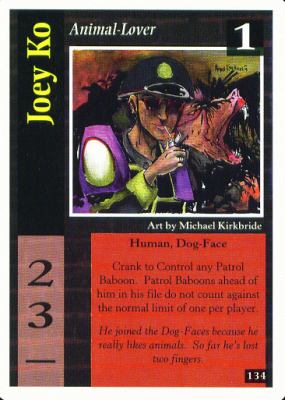 Joey Ko
Animal-Lover
1
Art by Michael Kirkbride
Human, Dog-Face
Crank to Control any Patrol
Baboon. Patrol Baboons ahead of
him in his file do not count against
the normal limit of one per player.
He joined the Dog-Faces because he
really likes animals. So far he's lost
two fingers.
2
3
—
134